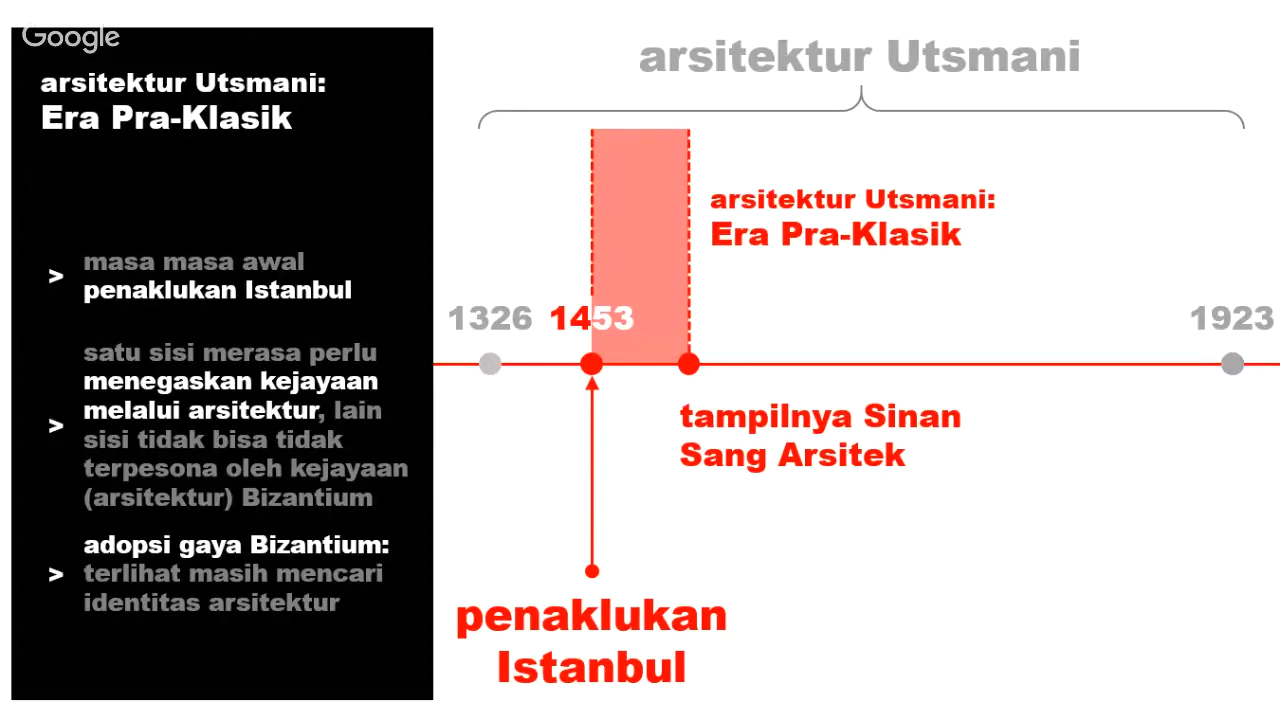 Google
arsitektur Utsmani:
Era Pra-Klasik
> masa masa awal
penaklukan Istanbul
satu sisi merasa perlu
menegaskan kejayaan
> melalui arsitektur, lain
sisi tidak bisa tidak
terpesona oleh kejayaan
(arsitektur) Bizantium
adopsi gaya Bizantium:
> terlihat masih mencari
identitas arsitektur
arsitektur Utsmani
arsitektur Utsmani:
Era Pra-Klasik
1326 1453 1923
tampilnya Sinan
Sang Arsitek
penaklukan
Istanbul